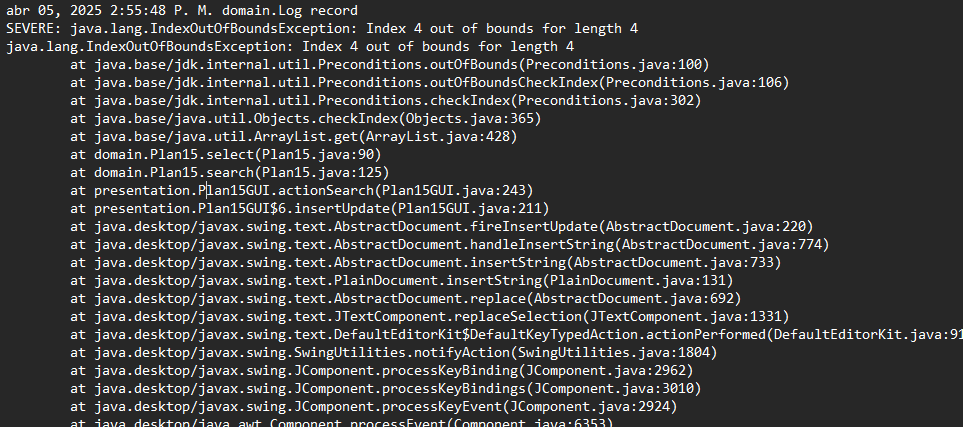 abr 05, 2025 2:55:48 P. M. domain.Log record
SEVERE: java.lang.IndexOutOfBoundsException: Index 4 out of bounds for length 4
java.lang.IndexOutOfBoundsException: Index 4 out of bounds for length 4
at java.base/jdk.internal.util.Preconditions.outOfBounds(Preconditions.java:100)
at java.base/jdk.internal.util.Preconditions.outOfBoundsCheckIndex(Preconditions.java:106)
at java.base/jdk.internal.util.Preconditions.checkIndex(Preconditions.java:302)
at java.base/java.util.Objects.checkIndex(Objects.java:365)
at java.base/java.util.ArrayList.get(ArrayList.java:428)
at domain.Plan15.select(Plan15.java:90)
at domain.Plan15.search(Plan15.java:125)
at presentation.Plan15GUI.actionSearch(Plan15GUI.java:243)
at presentation.Plan15GUI$6.insertUpdate(Plan15GUI.java:211)
at java.desktop/javax.swing.text.AbstractDocument.fireInsertUpdate(AbstractDocument.java:220)
at java.desktop/javax.swing.text.AbstractDocument.handleInsertString(AbstractDocument.java:774)
at java.desktop/javax.swing.text.AbstractDocument.insertString(AbstractDocument.java:733)
at java.desktop/javax.swing.text.PlainDocument.insertString(PlainDocument.java:131)
at java.desktop/javax.swing.text.AbstractDocument.replace(AbstractDocument.java:692)
at java.desktop/javax.swing.text.JTextComponent.replaceSelection(JTextComponent.java:1331)
at java.desktop/javax.swing.text.DefaultEditorKit$DefaultKeyTypedAction.actionPerformed(DefaultEditorKit.java:91
at java.desktop/javax.swing.SwingUtilities.notifyAction(SwingUtilities.java:1804)
at java.desktop/javax.swing.JComponent.processKeyBinding(JComponent.java:2962)
at java.desktop/javax.swing.JComponent.processKeyBindings(JComponent.java:3010)
at java.desktop/javax.swing.JComponent.processKeyEvent(JComponent.java:2924)
at java.desktop/java.awt.Component.processEvent(Component.java:6353)